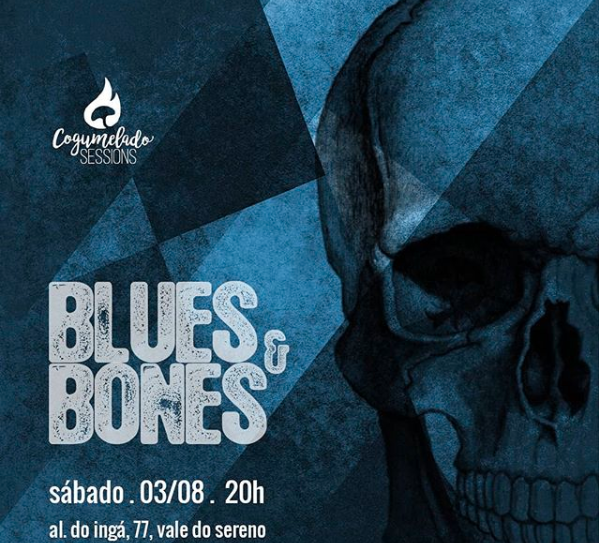 Cogumelado
SESSIONS
BLUES &
BONES
sábado . 03/08 . 20h
al. do ingá, 77, vale do sereno